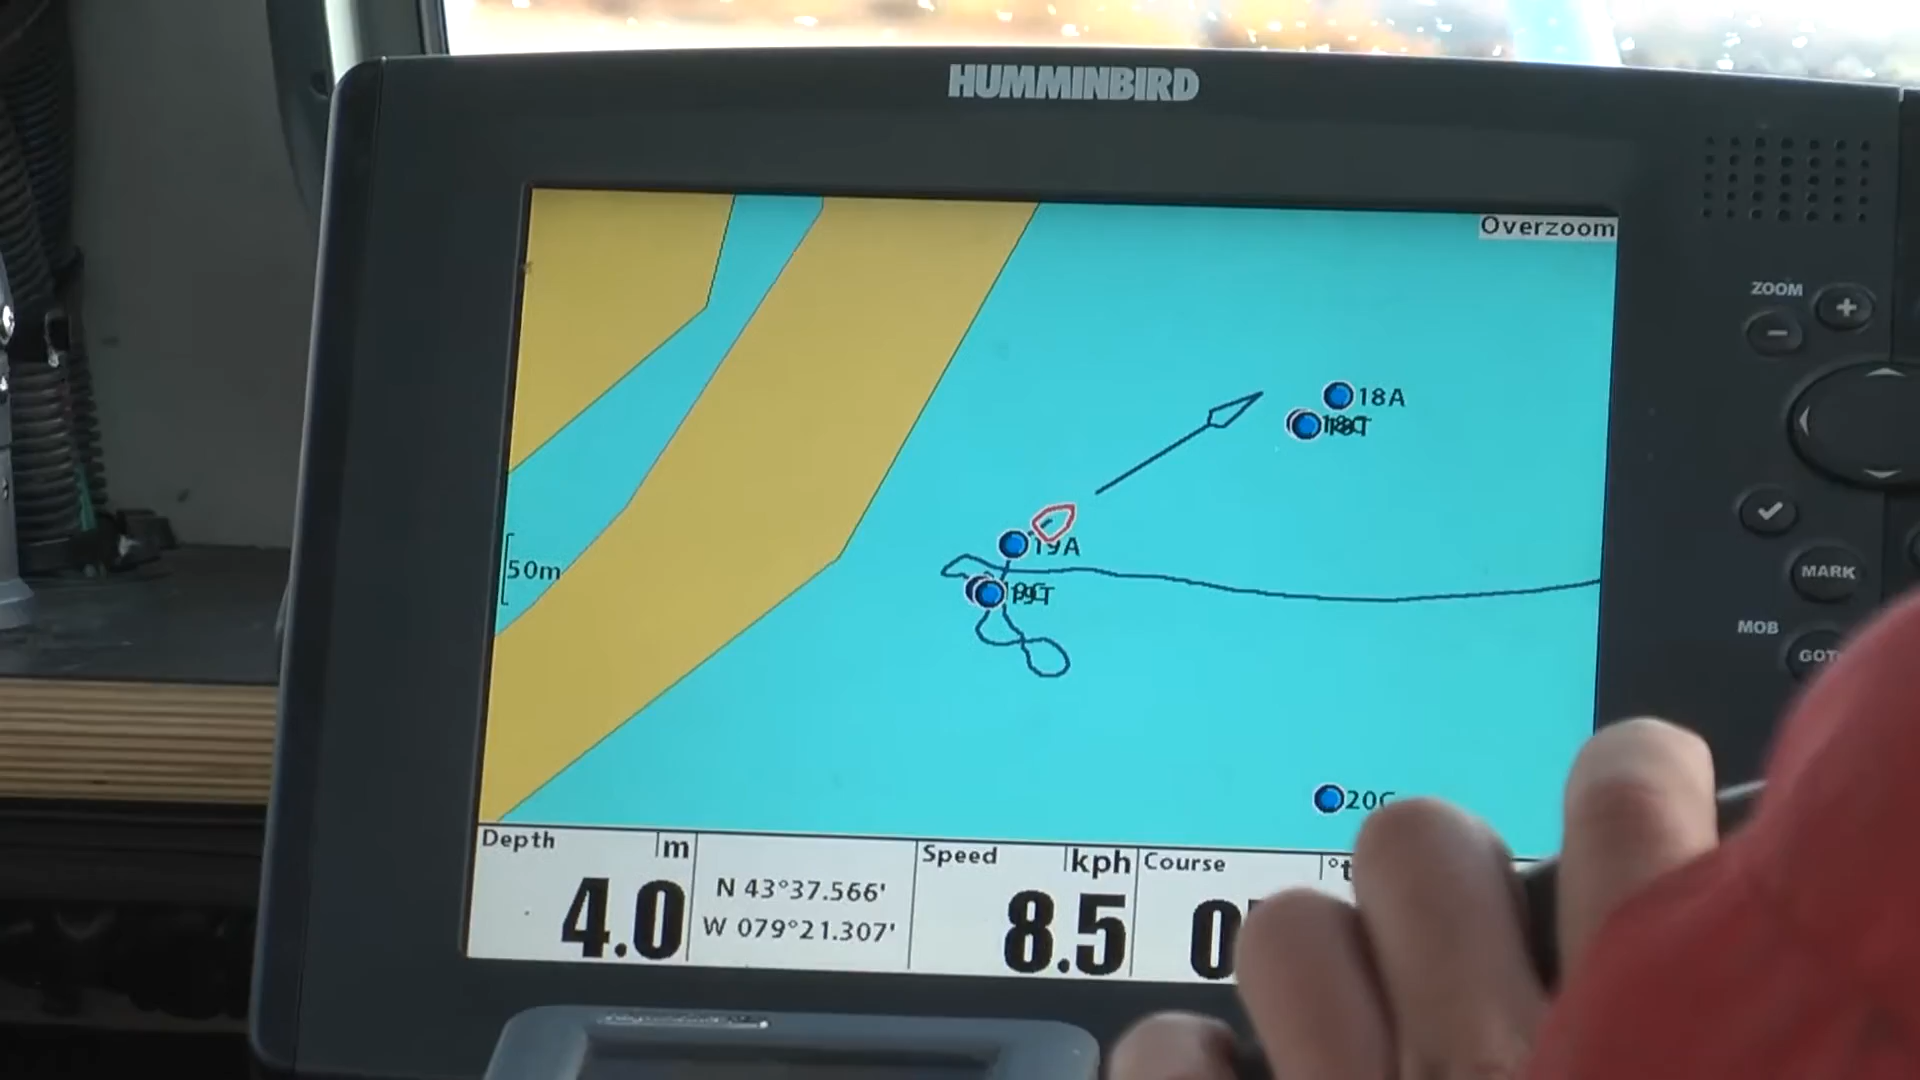 HUMMINBIRD
Overzoom
ZOOM
18A
19A
50m
MARK
MOB
20C
Depth
m
4.0
N 43°37.566'
W 079°21.307'
Speed
kph
8.5
Course
°t
0